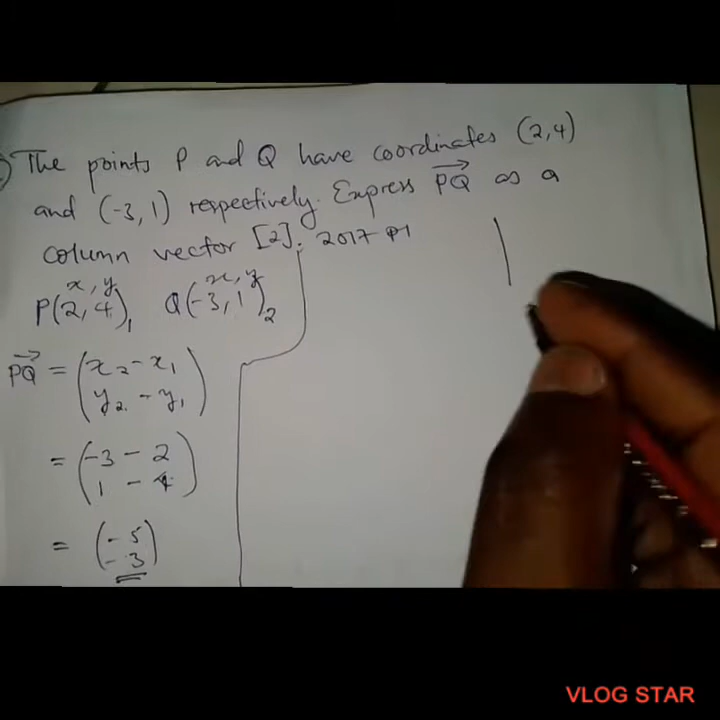 The points P and Q have coordinates (2,4)
and (-3, 1) respectively. Express PQ→ as a
column vector [2]. 2017 P1
x, y x, y
P(2, 4)₁ Q(-3, 1)₂
PQ→ = (x₂ - x₁
y₂ - y₁)
= (-3 - 2
1 - 4)
= (-5
-3)
VLOG STAR